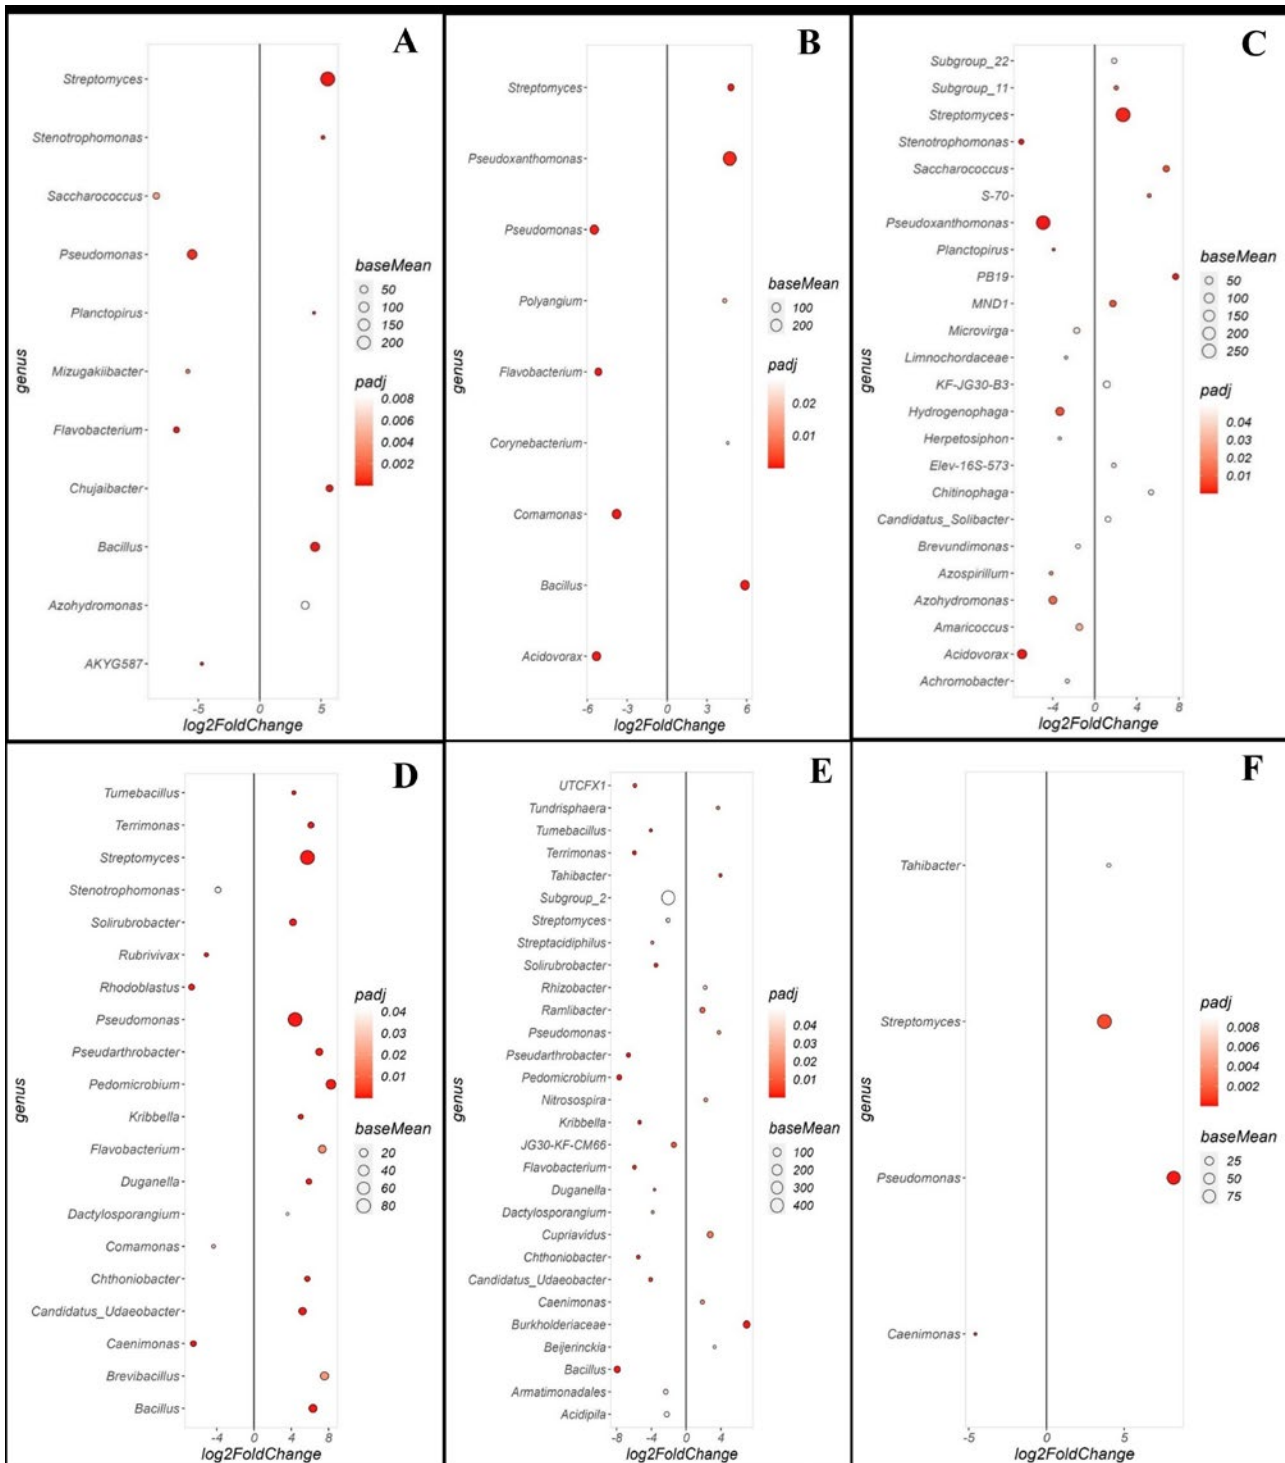 A
Streptomyces
Stenotrophomonas
Saccharococcus
Pseudomonas
Planctopirus
Mizugakiibacter
Flavobacterium
Chujaibacter
Bacillus
Azohydromonas
AKYG587
genus
-5 0 5
log2FoldChange
baseMean
50
100
150
200
padj
0.008
0.006
0.004
0.002
B
Streptomyces
Pseudoxanthomonas
Pseudomonas
Polyangium
Flavobacterium
Corynebacterium
Comamonas
Bacillus
Acidovorax
genus
-6 -3 0 3 6
log2FoldChange
baseMean
100
200
padj
0.02
0.01
C
Subgroup_22
Subgroup_11
Streptomyces
Stenotrophomonas
Saccharococcus
S-70
Pseudoxanthomonas
Planctopirus
PB19
MND1
Microvirga
Limnochordaceae
KF-JG30-B3
Hydrogenophaga
Herpetosiphon
Elev-16S-573
Chitinophaga
Candidatus_Solibacter
Brevundimonas
Azospirillum
Azohydromonas
Amaricoccus
Acidovorax
Achromobacter
genus
-4 0 4 8
log2FoldChange
baseMean
50
100
150
200
250
padj
0.04
0.03
0.02
0.01
D
Tumebacillus
Terrimonas
Streptomyces
Stenotrophomonas
Solirubrobacter
Rubrivivax
Rhodoblastus
Pseudomonas
Pseudarthrobacter
Pedomicrobium
Kribbella
Flavobacterium
Duganella
Dactylosporangium
Comamonas
Chthoniobacter
Candidatus_Udaeobacter
Caenimonas
Brevibacillus
Bacillus
genus
-4 0 4 8
log2FoldChange
padj
0.04
0.03
0.02
0.01
baseMean
20
40
60
80
E
UTCFX1
Tundrisphaera
Tumebacillus
Terrimonas
Tahibacter
Subgroup_2
Streptomyces
Streptacidiphilus
Solirubrobacter
Rhizobacter
Ramlibacter
Pseudomonas
Pseudarthrobacter
Pedomicrobium
Nitrosospira
Kribbella
JG30-KF-CM66
Flavobacterium
Duganella
Dactylosporangium
Cupriavidus
Chthoniobacter
Candidatus_Udaeobacter
Caenimonas
Burkholderiaceae
Beijerinckia
Bacillus
Armatimonadales
Acidipila
genus
-8 -4 0 4
log2FoldChange
padj
0.04
0.03
0.02
0.01
baseMean
100
200
300
400
F
Tahibacter
Streptomyces
Pseudomonas
Caenimonas
genus
-5 0 5
log2FoldChange
padj
0.008
0.006
0.004
0.002
baseMean
25
50
75